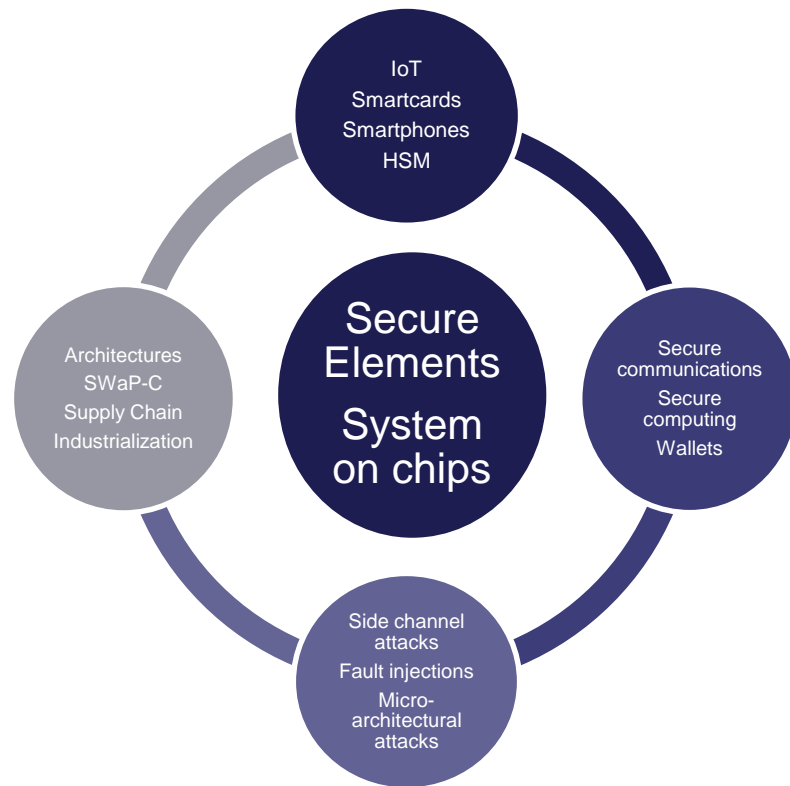 IoT
Smartcards
Smartphones
HSM
Secure
Elements
System
on chips
Architectures
SWaP-C
Supply Chain
Industrialization
Secure
communications
Secure
computing
Wallets
Side channel
attacks
Fault injections
Micro-
architectural
attacks